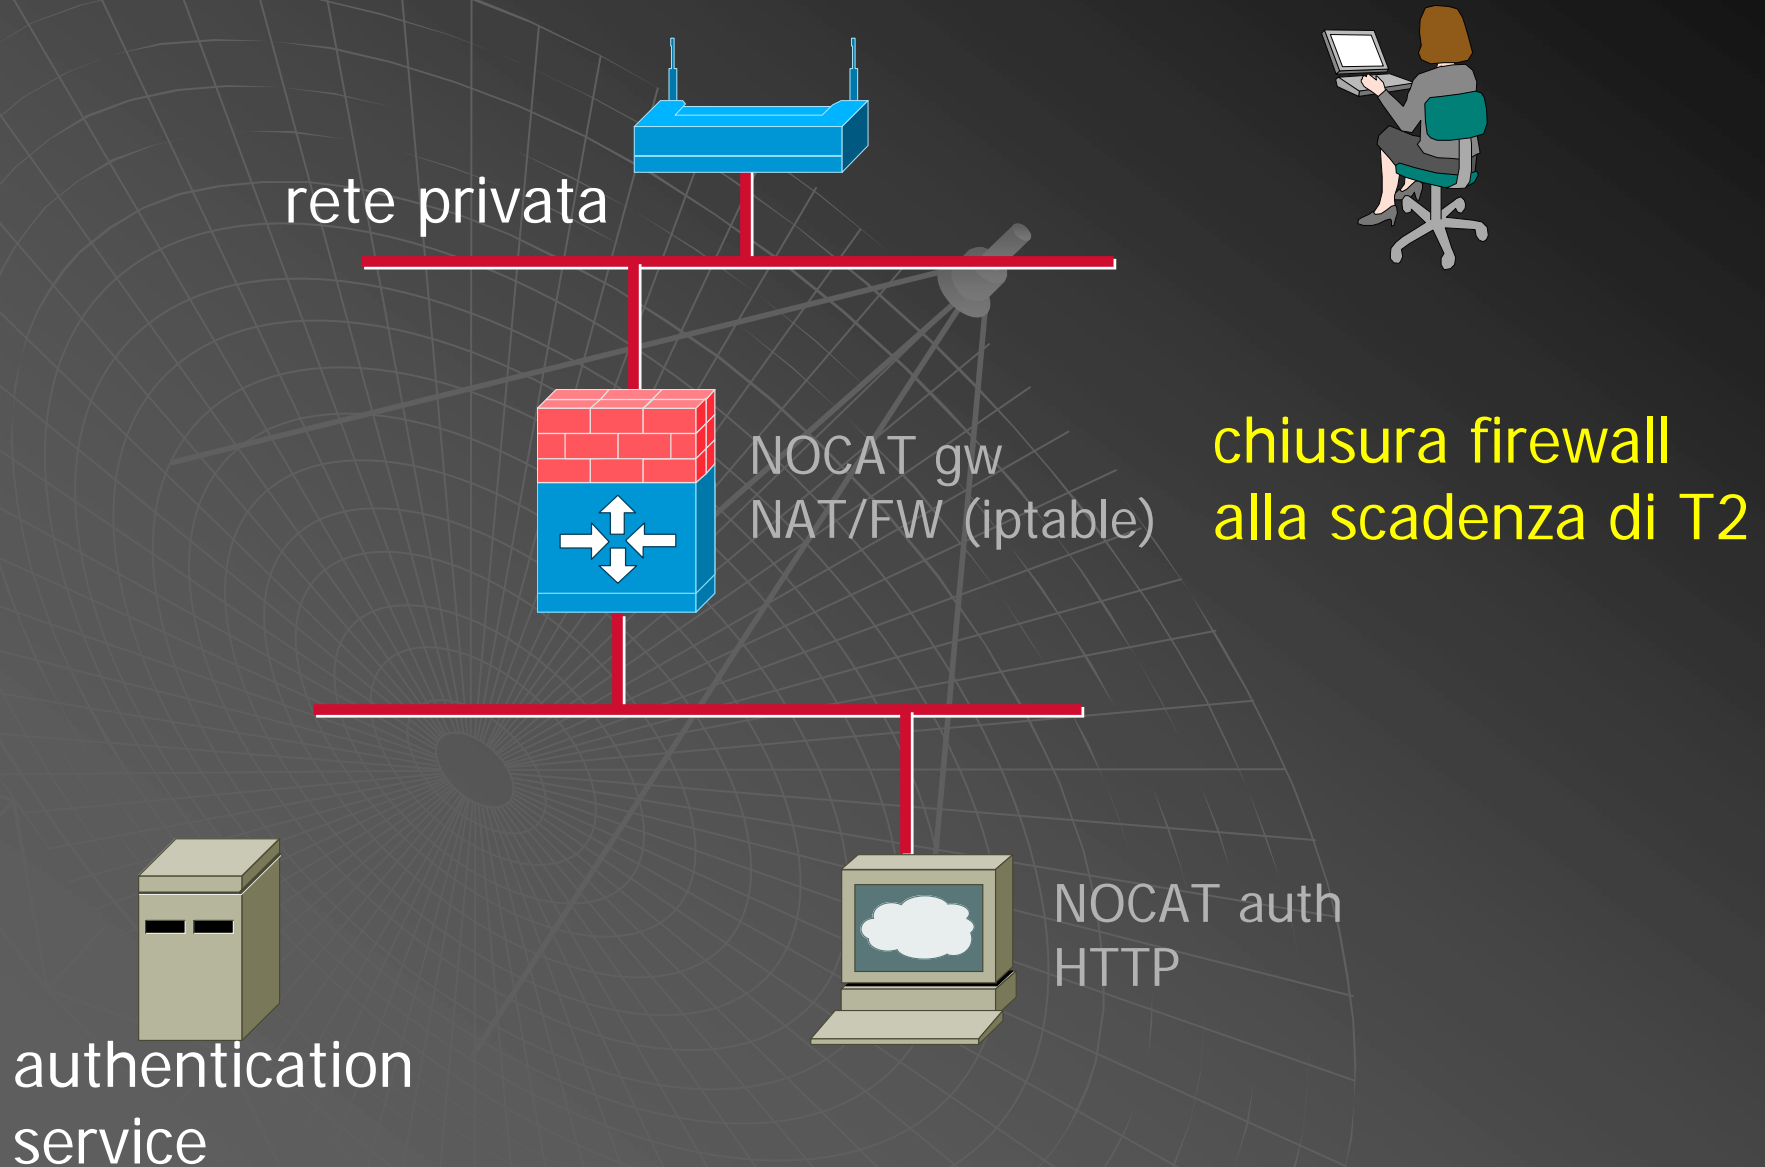 rete privata
NOCAT gw
NAT/FW (iptable)
chiusura firewall
alla scadenza di T2
NOCAT auth
HTTP
authentication
service